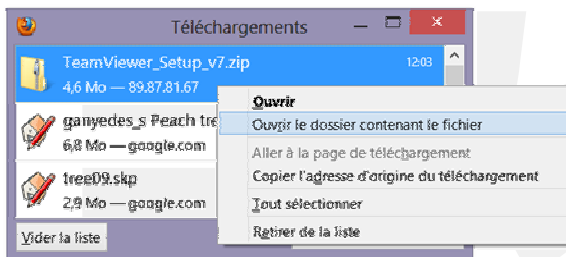 Téléchargements
TeamViewer_Setup_v7.zip
12:03
4,6 Mo — 89.87.81.67
ganyedes_s Peach tre
6,8 Mo — google.com
tree09.skp
2,9 Mo — google.com
Vider la liste
Ouvrir
Ouvrir le dossier contenant le fichier
Aller à la page de téléchargement
Copier l'adresse d'origine du téléchargement
Tout sélectionner
Retirer de la liste